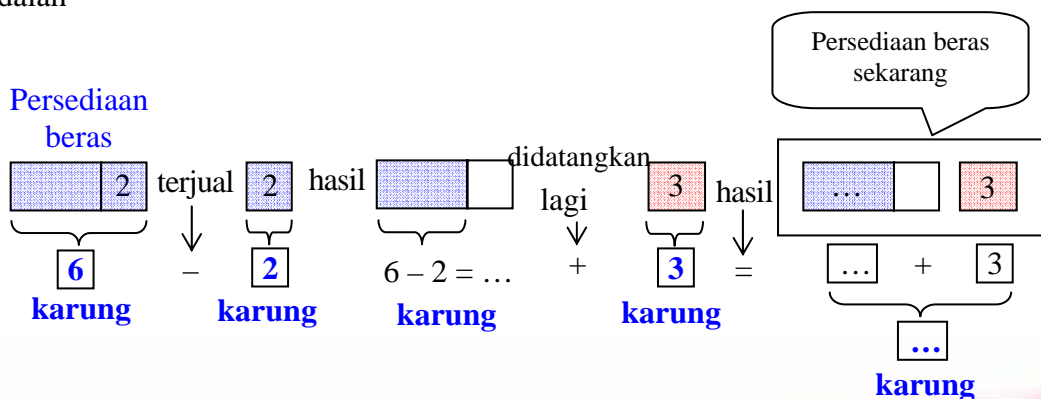 Persediaan beras
sekarang
Persediaan
beras
2 terjual 2 hasil didatangkan lagi 3 hasil … 3
6 – 2 6 – 2 = … + 3 = … + 3
karung karung karung karung
…
karung